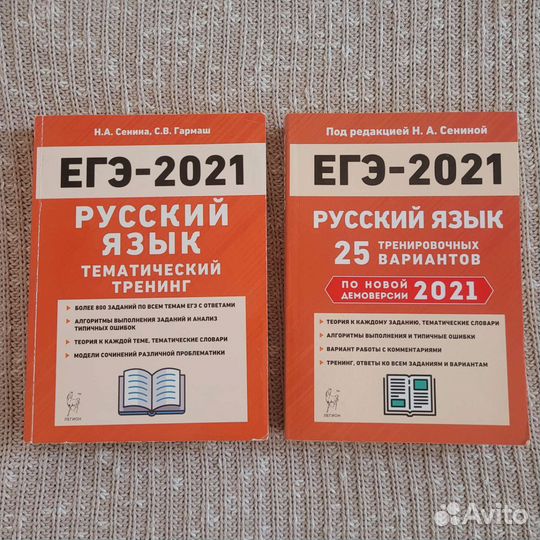 Н.А. Сенина, С.В. Гармаш
ЕГЭ-2021
РУССКИЙ
ЯЗЫК
ТЕМАТИЧЕСКИЙ
ТРЕНИНГ
БОЛЕЕ 800 ЗАДАНИЙ ПО ВСЕМ ТЕМАМ ЕГЭ С ОТВЕТАМИ
АЛГОРИТМЫ ВЫПОЛНЕНИЯ ЗАДАНИЙ И АНАЛИЗ
ТИПИЧНЫХ ОШИБОК
ТЕОРИЯ К КАЖДОЙ ТЕМЕ, ТЕМАТИЧЕСКИЕ СЛОВАРИ
МОДЕЛИ СОЧИНЕНИЙ РАЗЛИЧНОЙ ПРОБЛЕМАТИКИ
ЛЕГИОН
Под редакцией Н. А. Сениной
ЕГЭ-2021
РУССКИЙ ЯЗЫК
25 ТРЕНИРОВОЧНЫХ
ВАРИАНТОВ
ПО НОВОЙ
ДЕМОВЕРСИИ 2021
ТЕОРИЯ К КАЖДОМУ ЗАДАНИЮ, ТЕМАТИЧЕСКИЕ СЛОВАРИ
АЛГОРИТМЫ ВЫПОЛНЕНИЯ И ТИПИЧНЫЕ ОШИБКИ
ВАРИАНТ РАБОТЫ С КОММЕНТАРИЯМИ
ТРЕНИНГ, ОТВЕТЫ КО ВСЕМ ЗАДАНИЯМ И ВАРИАНТАМ
ЛЕГИОН
Avito